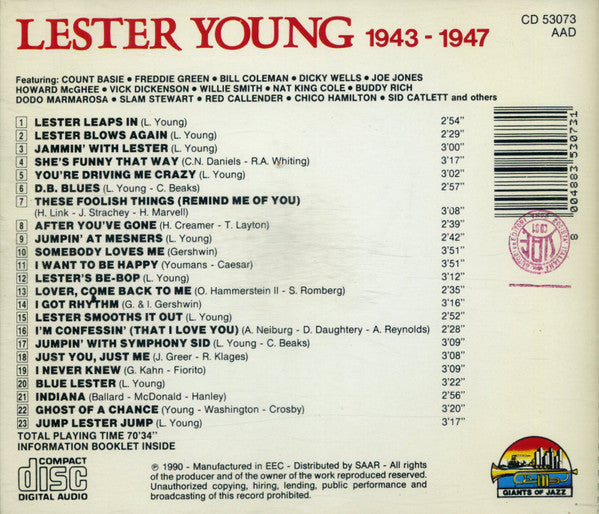 LESTER YOUNG 1943 - 1947
CD 53073
AAD
Featuring: COUNT BASIE • FREDDIE GREEN • BILL COLEMAN • DICKY WELLS • JOE JONES
HOWARD McGHEE • VICK DICKENSON • WILLIE SMITH • NAT KING COLE • BUDDY RICH
DODO MARMAROSA • SLAM STEWART • RED CALLENDER • CHICO HAMILTON • SID CATLETT and others
1 LESTER LEAPS IN (L. Young) 2'54"
2 LESTER BLOWS AGAIN (L. Young) 2'29"
3 JAMMIN' WITH LESTER (L. Young) 3'00"
4 SHE'S FUNNY THAT WAY (C.N. Daniels - R.A. Whiting) 3'17"
5 YOU'RE DRIVING ME CRAZY (L. Young) 3'02"
6 D.B. BLUES (L. Young - C. Beaks) 2'57"
7 THESE FOOLISH THINGS (REMIND ME OF YOU)
(H. Link - J. Strachey - H. Marvell) 3'08"
8 AFTER YOU'VE GONE (H. Creamer - T. Layton) 2'39"
9 JUMPIN' AT MESNERS (L. Young) 2'42"
10 SOMEBODY LOVES ME (Gershwin) 3'51"
11 I WANT TO BE HAPPY (Youmans - Caesar) 3'51"
12 LESTER'S BE-BOP (L. Young) 3'12"
13 LOVER, COME BACK TO ME (O. Hammerstein II - S. Romberg) 2'35"
14 I GOT RHYTHM (G. & I. Gershwin) 3'16"
15 LESTER SMOOTHS IT OUT (L. Young) 2'52"
16 I'M CONFESSIN' (THAT I LOVE YOU) (A. Neiburg - D. Daughtery - A. Reynolds) 2'28"
17 JUMPIN' WITH SYMPHONY SID (L. Young - C. Beaks) 3'08"
18 JUST YOU, JUST ME (J. Greer - R. Klages) 3'08"
19 I NEVER KNEW (G. Kahn - Fiorito) 3'09"
20 BLUE LESTER (L. Young) 3'22"
21 INDIANA (Ballard - McDonald - Hanley) 3'56"
22 GHOST OF A CHANCE (Young - Washington - Crosby) 3'20"
23 JUMP LESTER JUMP (L. Young) 3'17"
TOTAL PLAYING TIME 70'34"
INFORMATION BOOKLET INSIDE
8 004883 530731
COMPACT
disc
DIGITAL AUDIO
℗ 1990 - Manufactured in EEC - Distributed by SAAR - All rights
of the producer and of the owner of the work reproduced reserved.
Unauthorized copying, hiring, lending, public performance and
broadcasting of this record prohibited.
GIANTS OF JAZZ